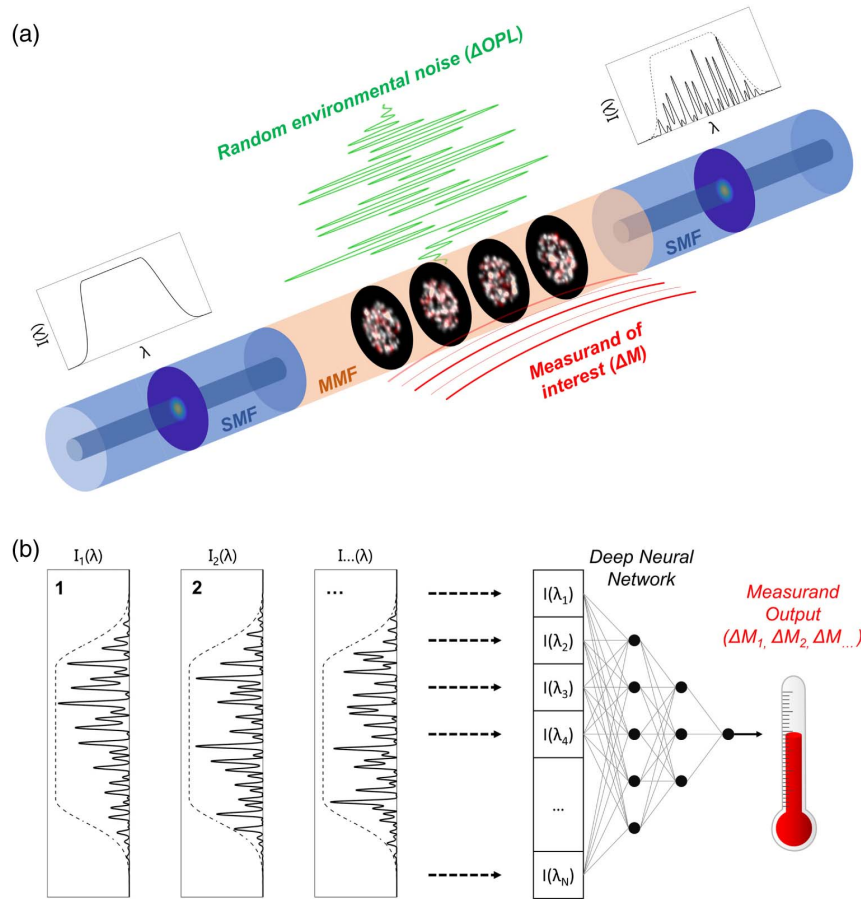 (a)
Random environmental noise (ΔOPL)
I(λ)
λ
I(λ)
λ
SMF
MMF
SMF
Measurand of
interest (ΔM)
(b)
I₁(λ)
I₂(λ)
I...(λ)
1
2
...
Deep Neural
Network
I(λ₁)
I(λ₂)
I(λ₃)
I(λ₄)
...
I(λ_N)
Measurand
Output
(ΔM₁, ΔM₂, ΔM...)